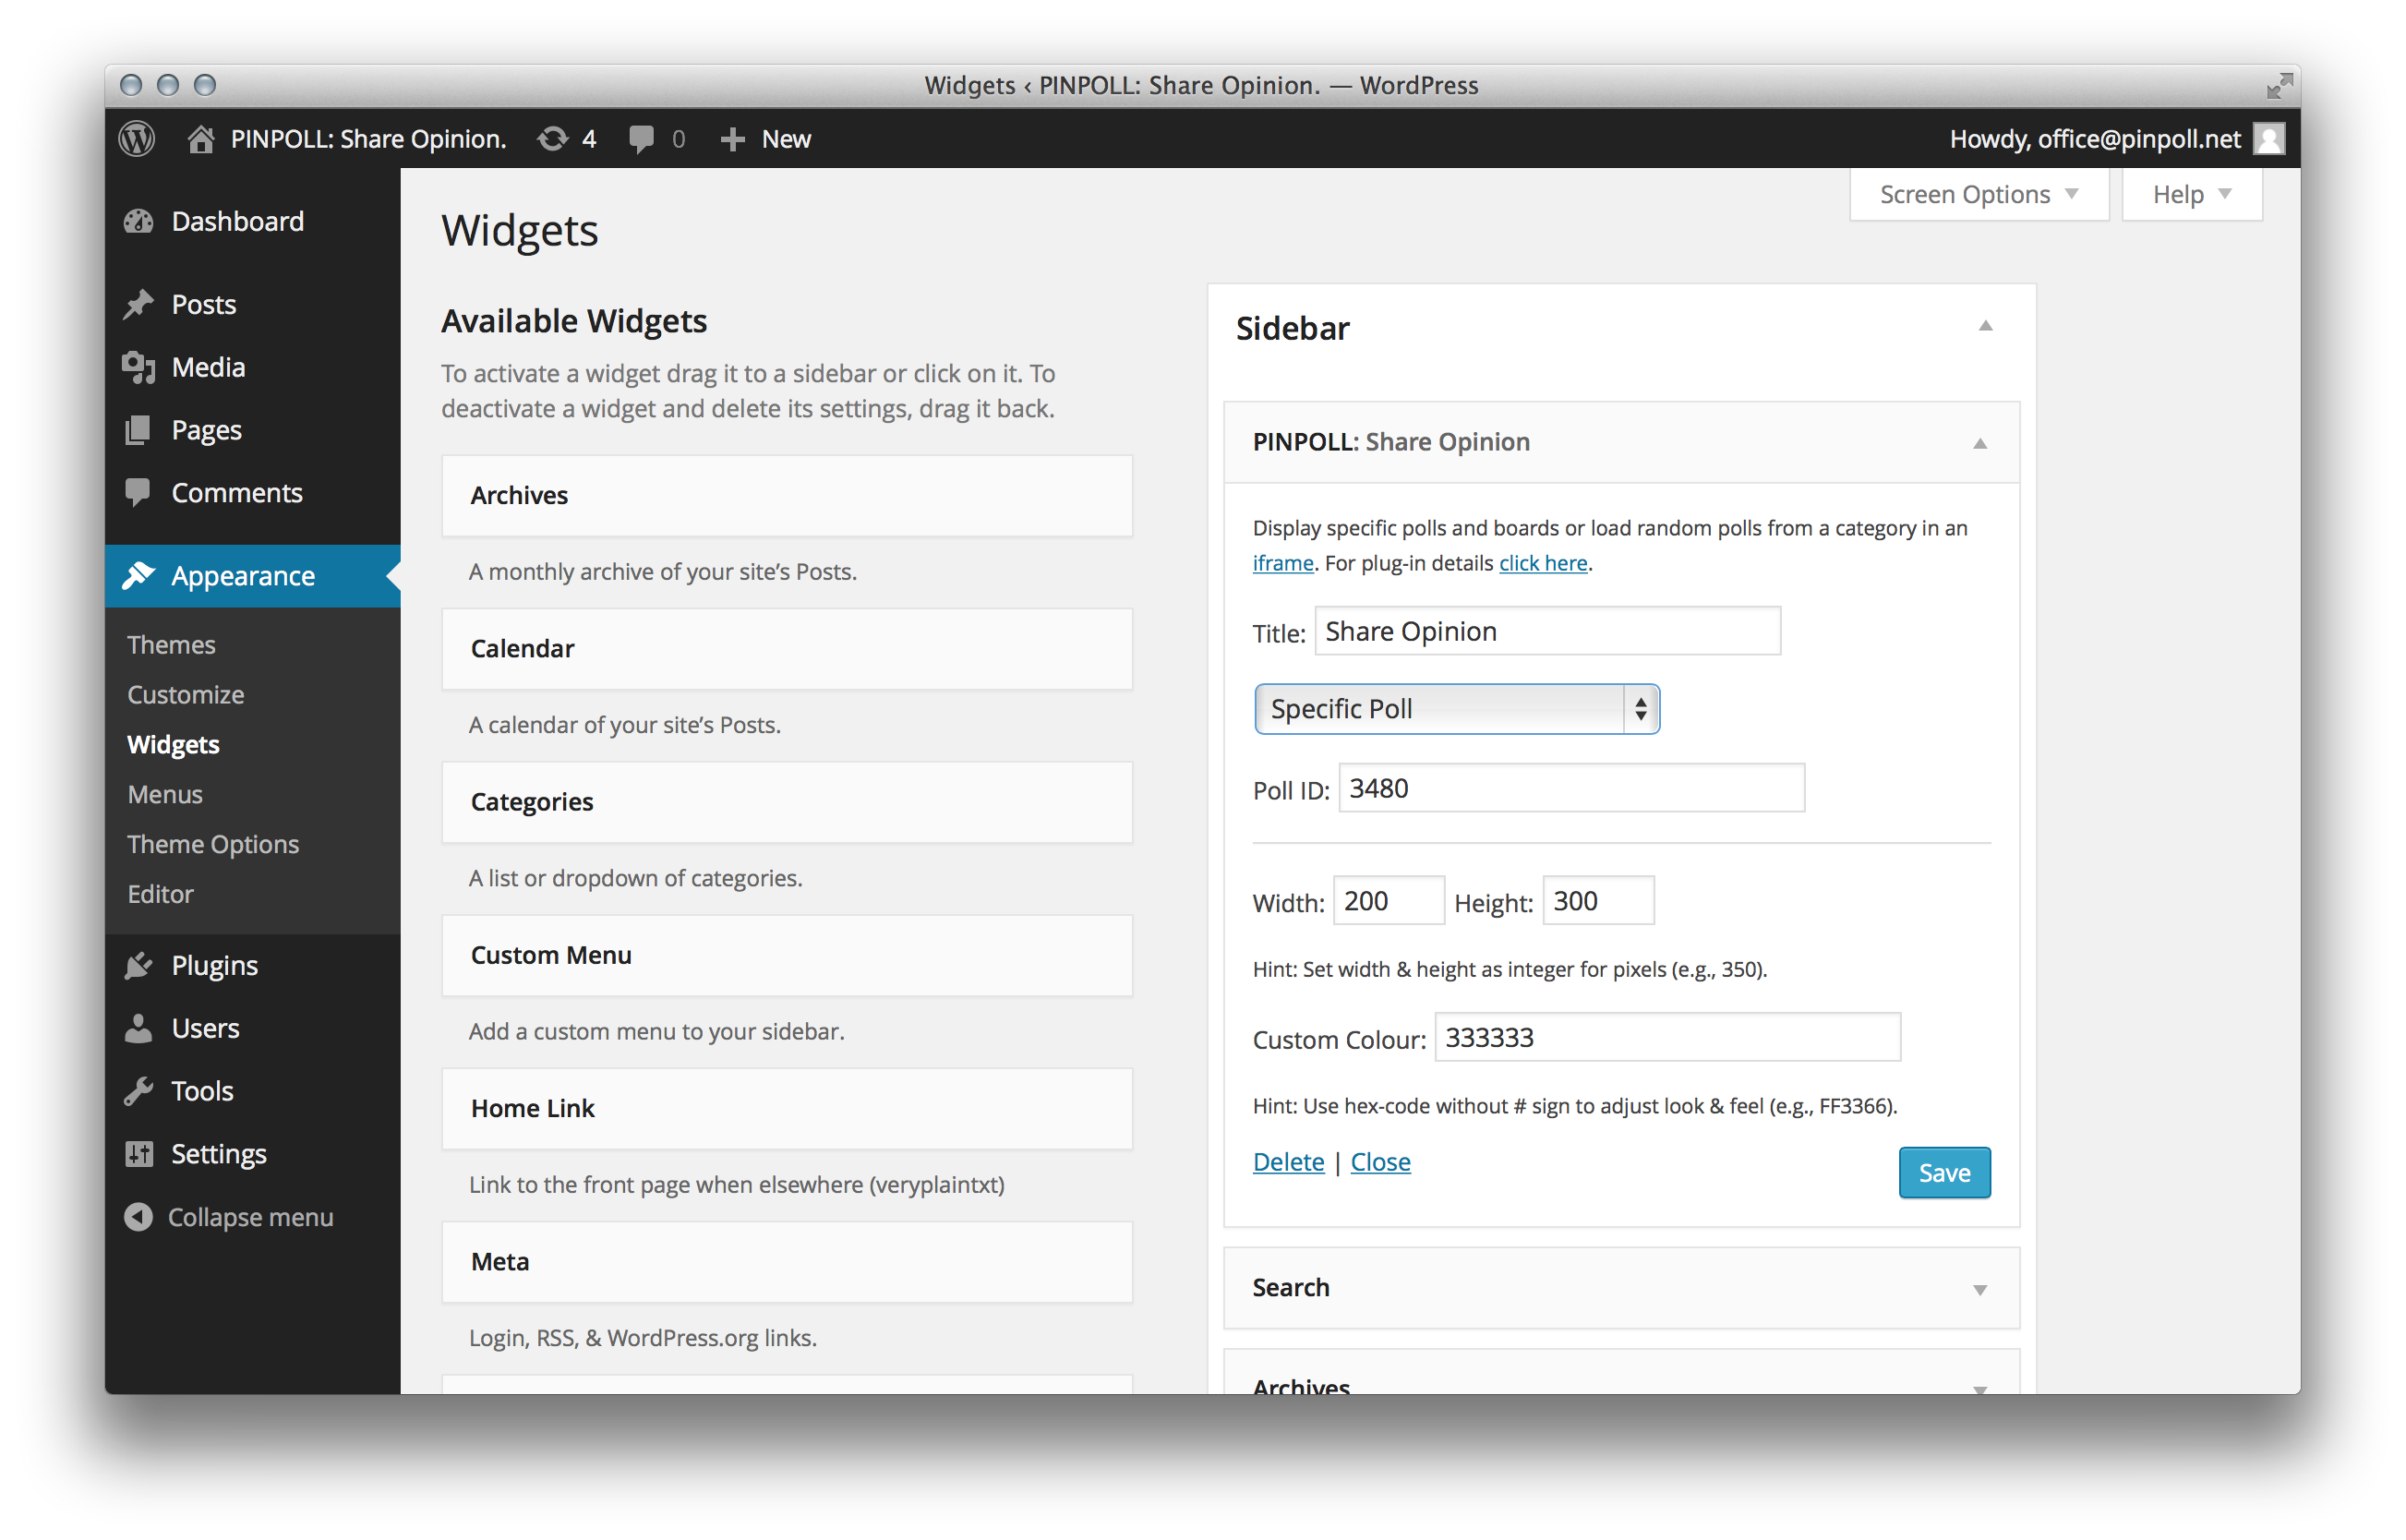 Widgets ‹ PINPOLL: Share Opinion. — WordPress
PINPOLL: Share Opinion. 4 0 New Howdy, office@pinpoll.net
Screen Options Help
Dashboard
Posts
Media
Pages
Comments
Appearance
Themes
Customize
Widgets
Menus
Theme Options
Editor
Plugins
Users
Tools
Settings
Collapse menu
Widgets
Available Widgets
To activate a widget drag it to a sidebar or click on it. To
deactivate a widget and delete its settings, drag it back.
Archives
A monthly archive of your site’s Posts.
Calendar
A calendar of your site’s Posts.
Categories
A list or dropdown of categories.
Custom Menu
Add a custom menu to your sidebar.
Home Link
Link to the front page when elsewhere (veryplaintxt)
Meta
Login, RSS, & WordPress.org links.
Sidebar
PINPOLL: Share Opinion
Display specific polls and boards or load random polls from a category in an
iframe. For plug-in details click here.
Title: Share Opinion
Specific Poll
Poll ID: 3480
Width: 200 Height: 300
Hint: Set width & height as integer for pixels (e.g., 350).
Custom Colour: 333333
Hint: Use hex-code without # sign to adjust look & feel (e.g., FF3366).
Delete | Close Save
Search
Archives